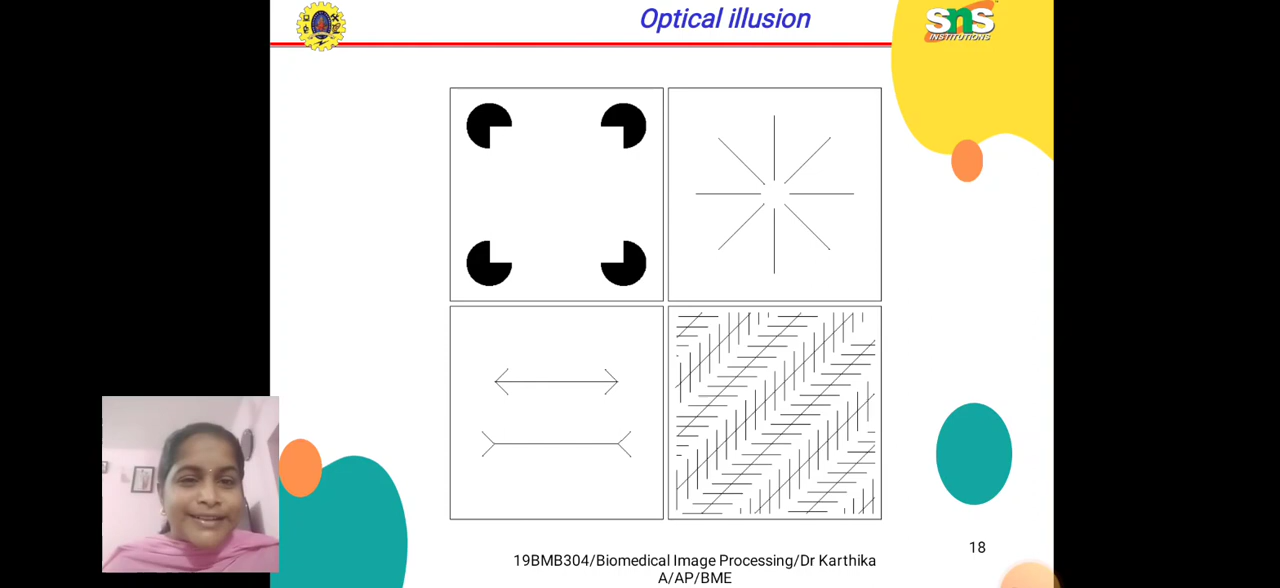 Optical illusion
SNS
INSTITUTIONS
19BMB304/Biomedical Image Processing/Dr Karthika
A/AP/BME
18